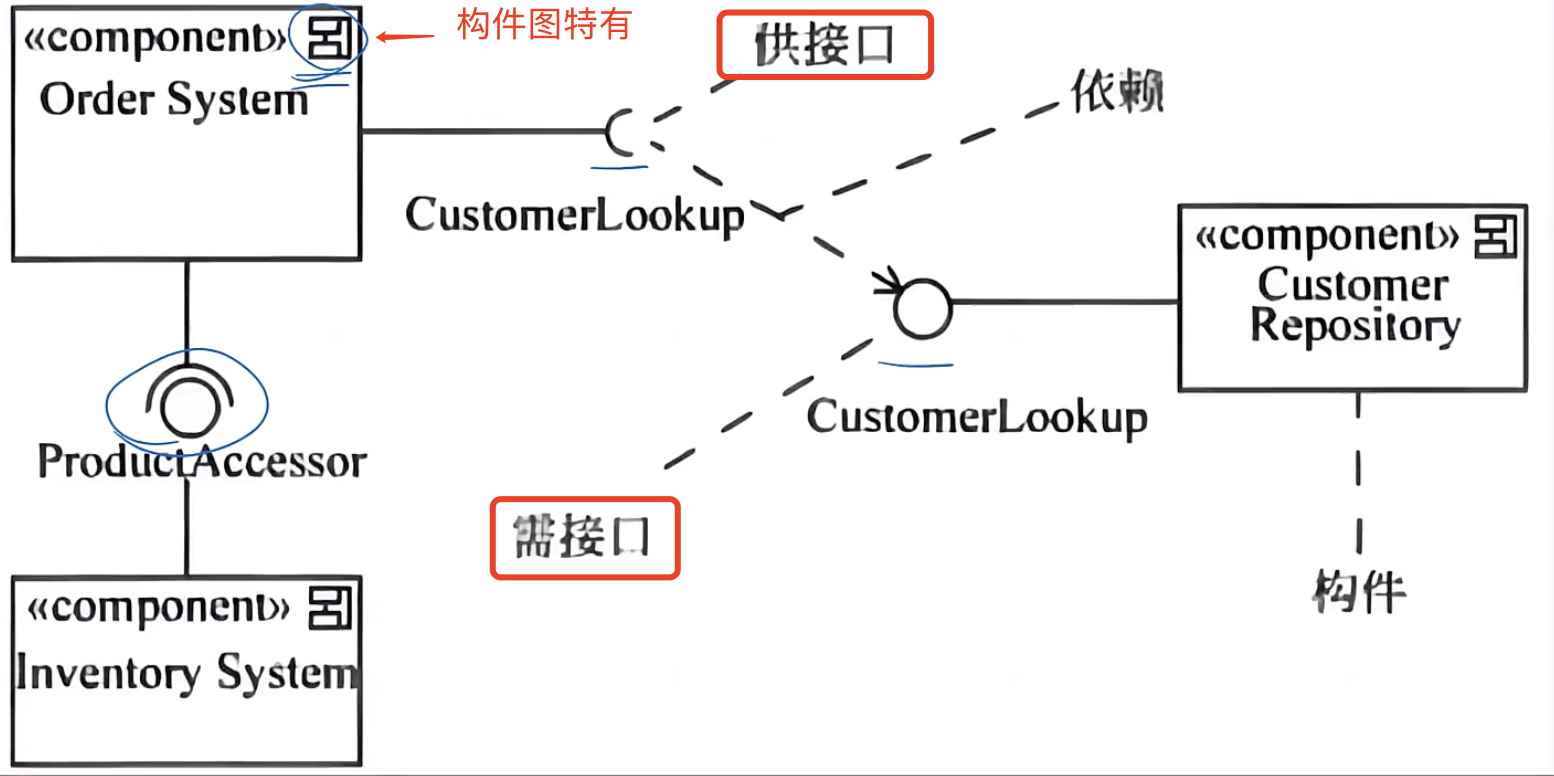 «component»
Order System
构件图特有
供接口
依赖
CustomerLookup
«component»
Customer
Repository
CustomerLookup
ProductAccessor
需接口
构件
«component»
Inventory System